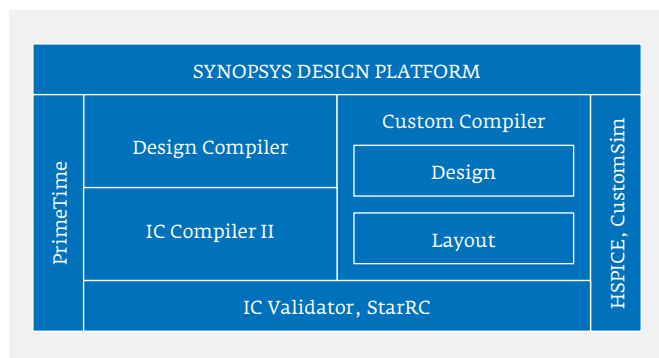 SYNOPSYS DESIGN PLATFORM
PrimeTime
Design Compiler
IC Compiler II
Custom Compiler
Design
Layout
HSPICE, CustomSim
IC Validator, StarRC